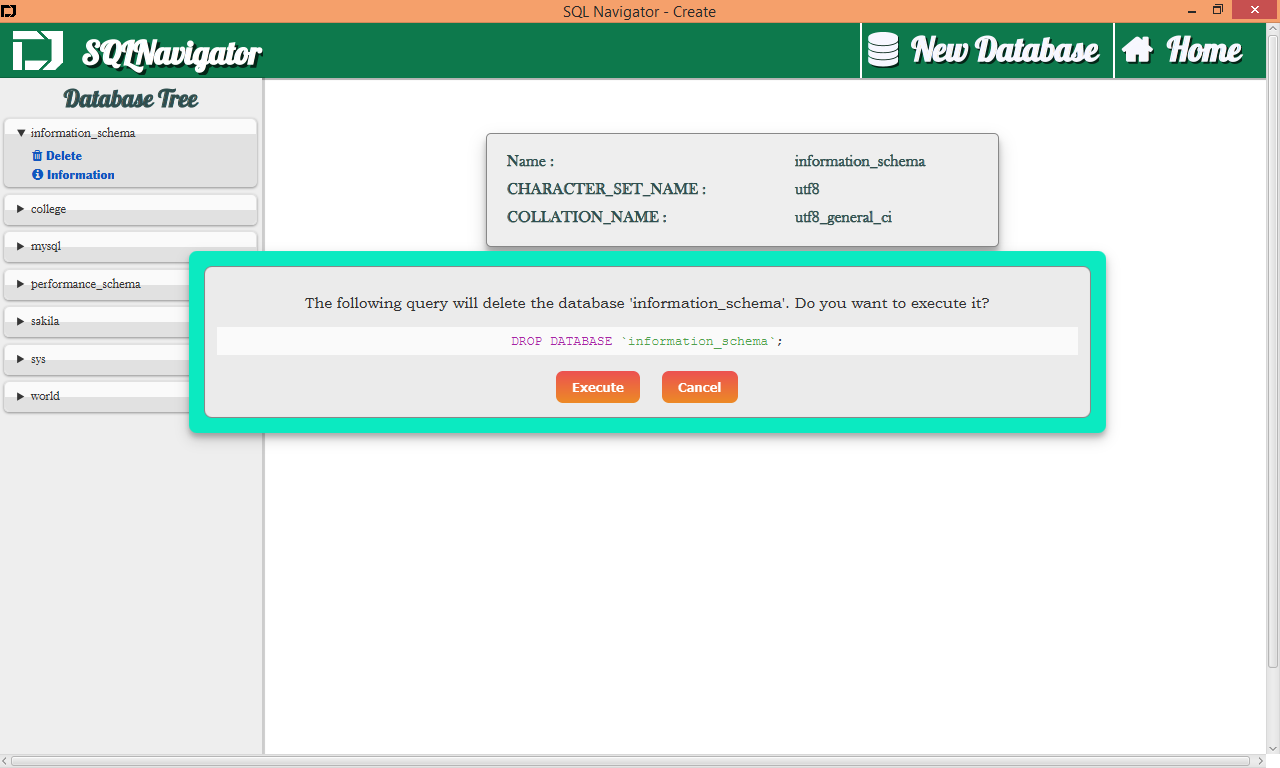 SQL Navigator - Create
SQLNavigator
New Database
Home
Database Tree
information_schema
Delete
Information
college
mysql
performance_schema
sakila
sys
world
Name : information_schema
CHARACTER_SET_NAME : utf8
COLLATION_NAME : utf8_general_ci
The following query will delete the database 'information_schema'. Do you want to execute it?
DROP DATABASE `information_schema`;
Execute Cancel